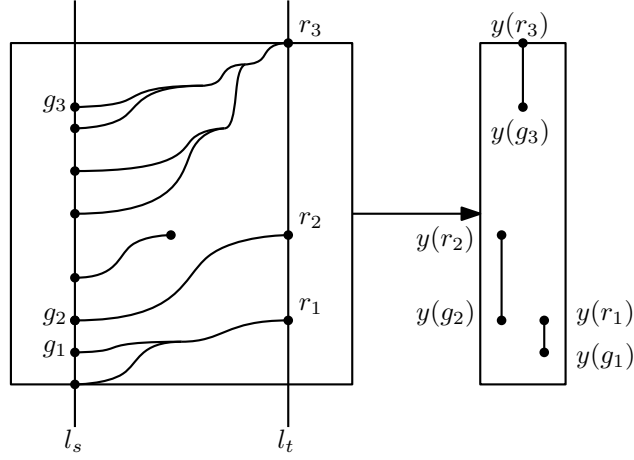 r3
g3
r2
g2
r1
g1
ls
lt
y(r3)
y(g3)
y(r2)
y(g2)
y(r1)
y(g1)